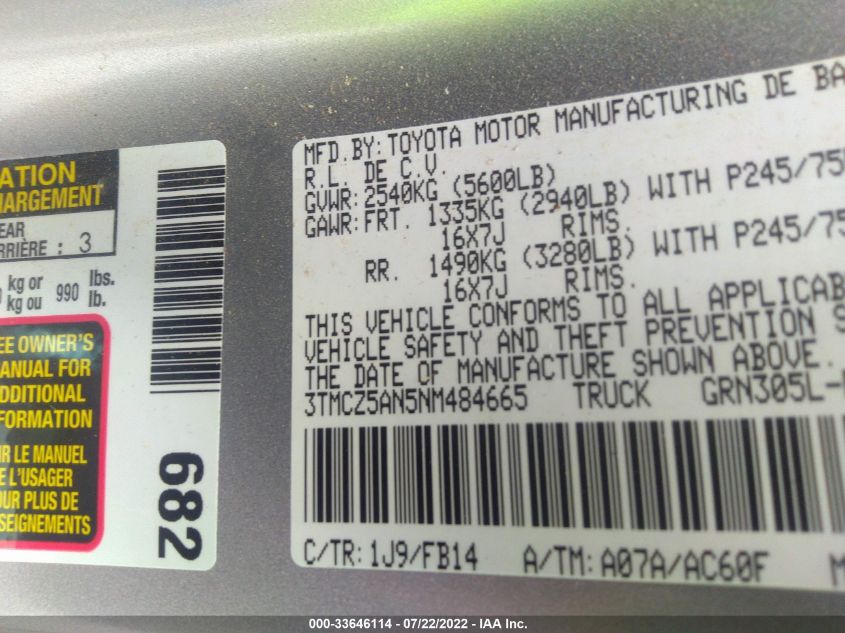 ATION
HARGEMENT
EAR
RRIÈRE : 3
kg or 990 lbs.
kg ou lb.
EE OWNER'S
ANUAL FOR
DDITIONAL
FORMATION
R LE MANUEL
E L'USAGER
OUR PLUS DE
SEIGNEMENTS
682
MFD.BY: TOYOTA MOTOR MANUFACTURING DE BA
R.L. DE C.V.
GVWR: 2540KG (5600LB)
GAWR: FRT. 1335KG (2940LB) WITH P245/75
16X7J RIMS.
RR. 1490KG (3280LB) WITH P245/75
16X7J RIMS.
THIS VEHICLE CONFORMS TO ALL APPLICAB
VEHICLE SAFETY AND THEFT PREVENTION S
THE DATE OF MANUFACTURE SHOWN ABOVE.
3TMCZ5AN5NM484665 TRUCK GRN305L-
C/TR: 1J9/FB14 A/TM: A07A/AC60F M
000-33646114 - 07/22/2022 - IAA Inc.